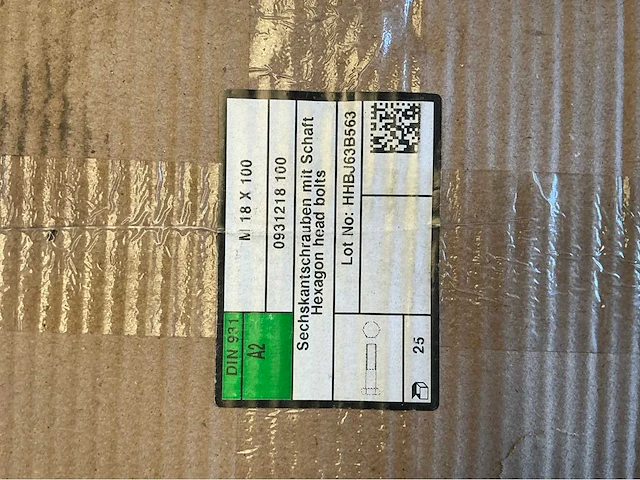 DIN 931
M 18 X 100
A2
0931218 100
Sechskantschrauben mit Schaft
Hexagon head bolts
Lot No: HHBJ63B563
25